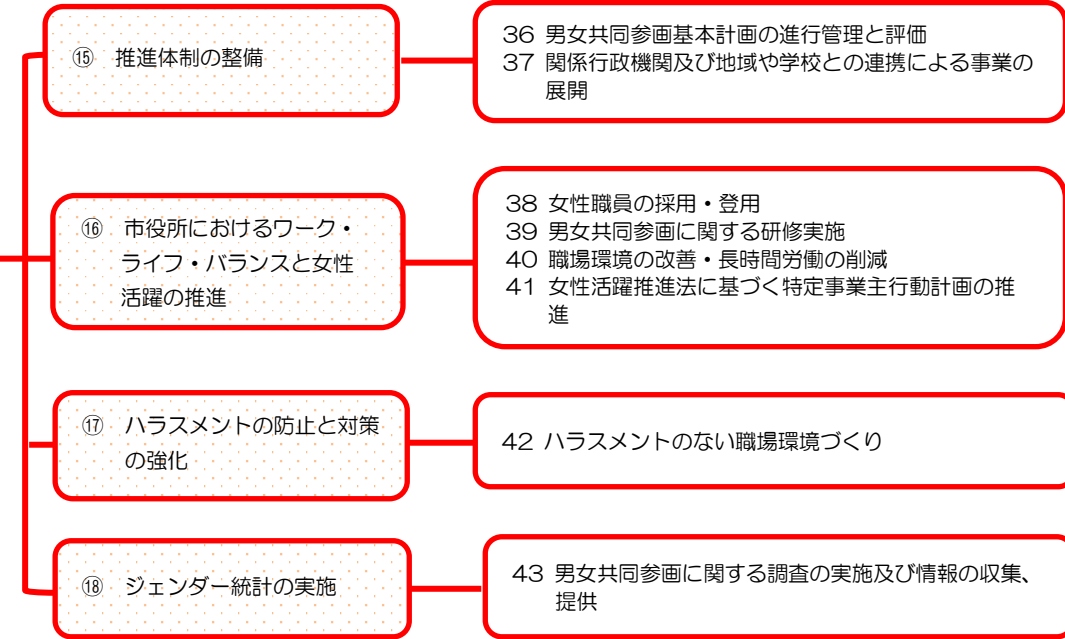 ⑮ 推進体制の整備
36 男女共同参画基本計画の進行管理と評価
37 関係行政機関及び地域や学校との連携による事業の
展開
⑯ 市役所におけるワーク・
ライフ・バランスと女性
活躍の推進
38 女性職員の採用・登用
39 男女共同参画に関する研修実施
40 職場環境の改善・長時間労働の削減
41 女性活躍推進法に基づく特定事業主行動計画の推
進
⑰ ハラスメントの防止と対策
の強化
42 ハラスメントのない職場環境づくり
⑱ ジェンダー統計の実施
43 男女共同参画に関する調査の実施及び情報の収集、
提供